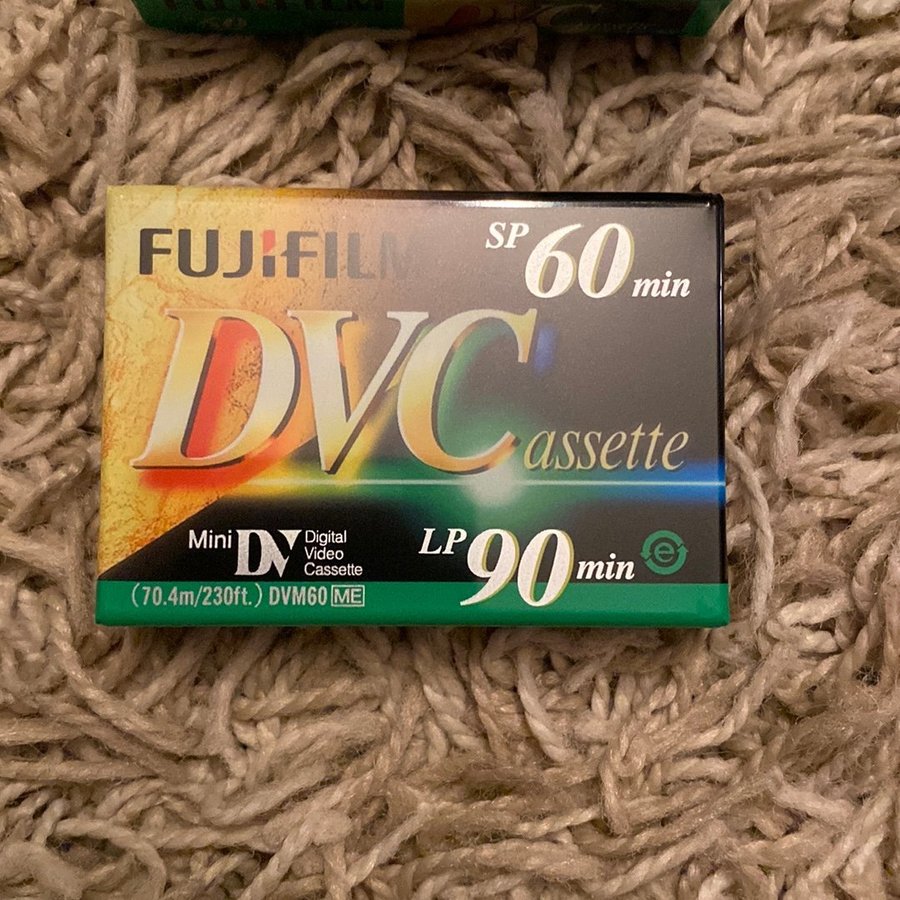 FUJIFILM
SP 60 min
DVCassette
Mini DV Digital Video Cassette
LP 90 min
e
(70.4m/230ft.) DVM60 ME